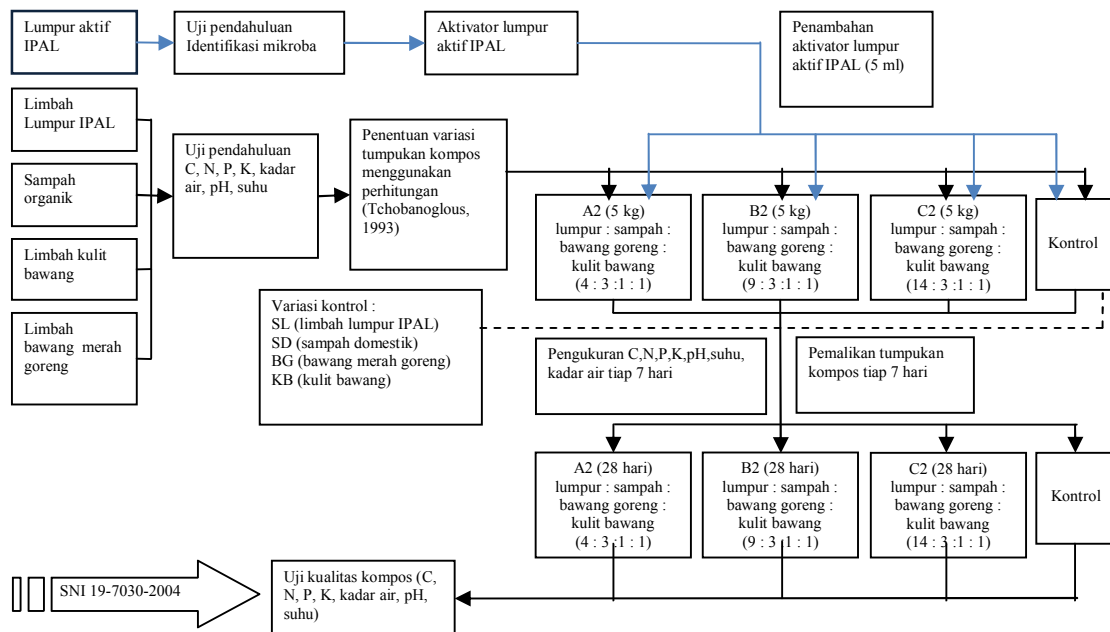 Lumpur aktif
IPAL
Uji pendahuluan
Identifikasi mikroba
Aktivator lumpur
aktif IPAL
Penambahan
aktivator lumpur
aktif IPAL (5 ml)
Limbah
Lumpur IPAL
Sampah
organik
Limbah kulit
bawang
Limbah
bawang merah
goreng
Uji pendahuluan
C, N, P, K, kadar
air, pH, suhu
Penentuan variasi
tumpukan kompos
menggunakan
perhitungan
(Tchobanoglous,
1993)
A2 (5 kg)
lumpur : sampah :
bawang goreng :
kulit bawang
(4 : 3 :1 : 1)
B2 (5 kg)
lumpur : sampah :
bawang goreng :
kulit bawang
(9 : 3 :1 : 1)
C2 (5 kg)
lumpur : sampah :
bawang goreng :
kulit bawang
(14 : 3 :1 : 1)
Kontrol
Variasi kontrol :
SL (limbah lumpur IPAL)
SD (sampah domestik)
BG (bawang merah goreng)
KB (kulit bawang)
Pengukuran C,N,P,K,pH,suhu,
kadar air tiap 7 hari
Pemalikan tumpukan
kompos tiap 7 hari
A2 (28 hari)
lumpur : sampah :
bawang goreng :
kulit bawang
(4 : 3 :1 : 1)
B2 (28 hari)
lumpur : sampah :
bawang goreng :
kulit bawang
(9 : 3 :1 : 1)
C2 (28 hari)
lumpur : sampah :
bawang goreng :
kulit bawang
(14 : 3 :1 : 1)
Kontrol
SNI 19-7030-2004
Uji kualitas kompos (C,
N, P, K, kadar air, pH,
suhu)